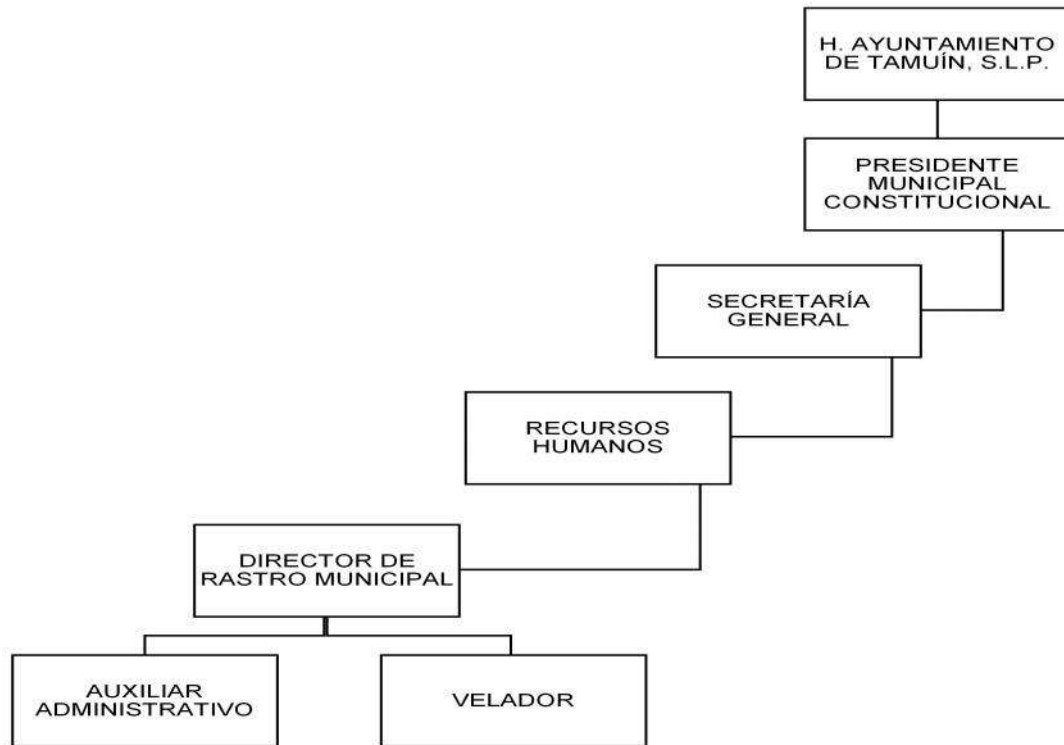 H. AYUNTAMIENTO
DE TAMUÍN, S.L.P.
PRESIDENTE
MUNICIPAL
CONSTITUCIONAL
SECRETARÍA
GENERAL
RECURSOS
HUMANOS
DIRECTOR DE
RASTRO MUNICIPAL
AUXILIAR
ADMINISTRATIVO
VELADOR